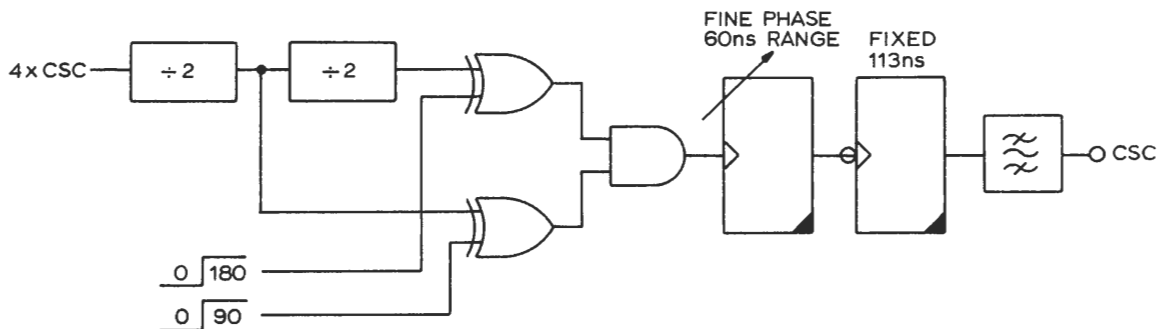 FINE PHASE
60ns RANGE
FIXED
113ns
4 x CSC
÷2
÷2
CSC
0 180
0 90